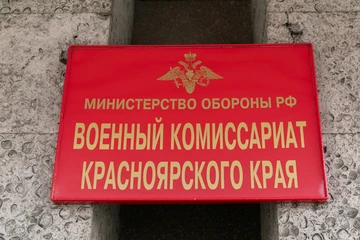 МИНИСТЕРСТВО ОБОРОНЫ РФ
ВОЕННЫЙ КОМИССАРИАТ
КРАСНОЯРСКОГО КРАЯ